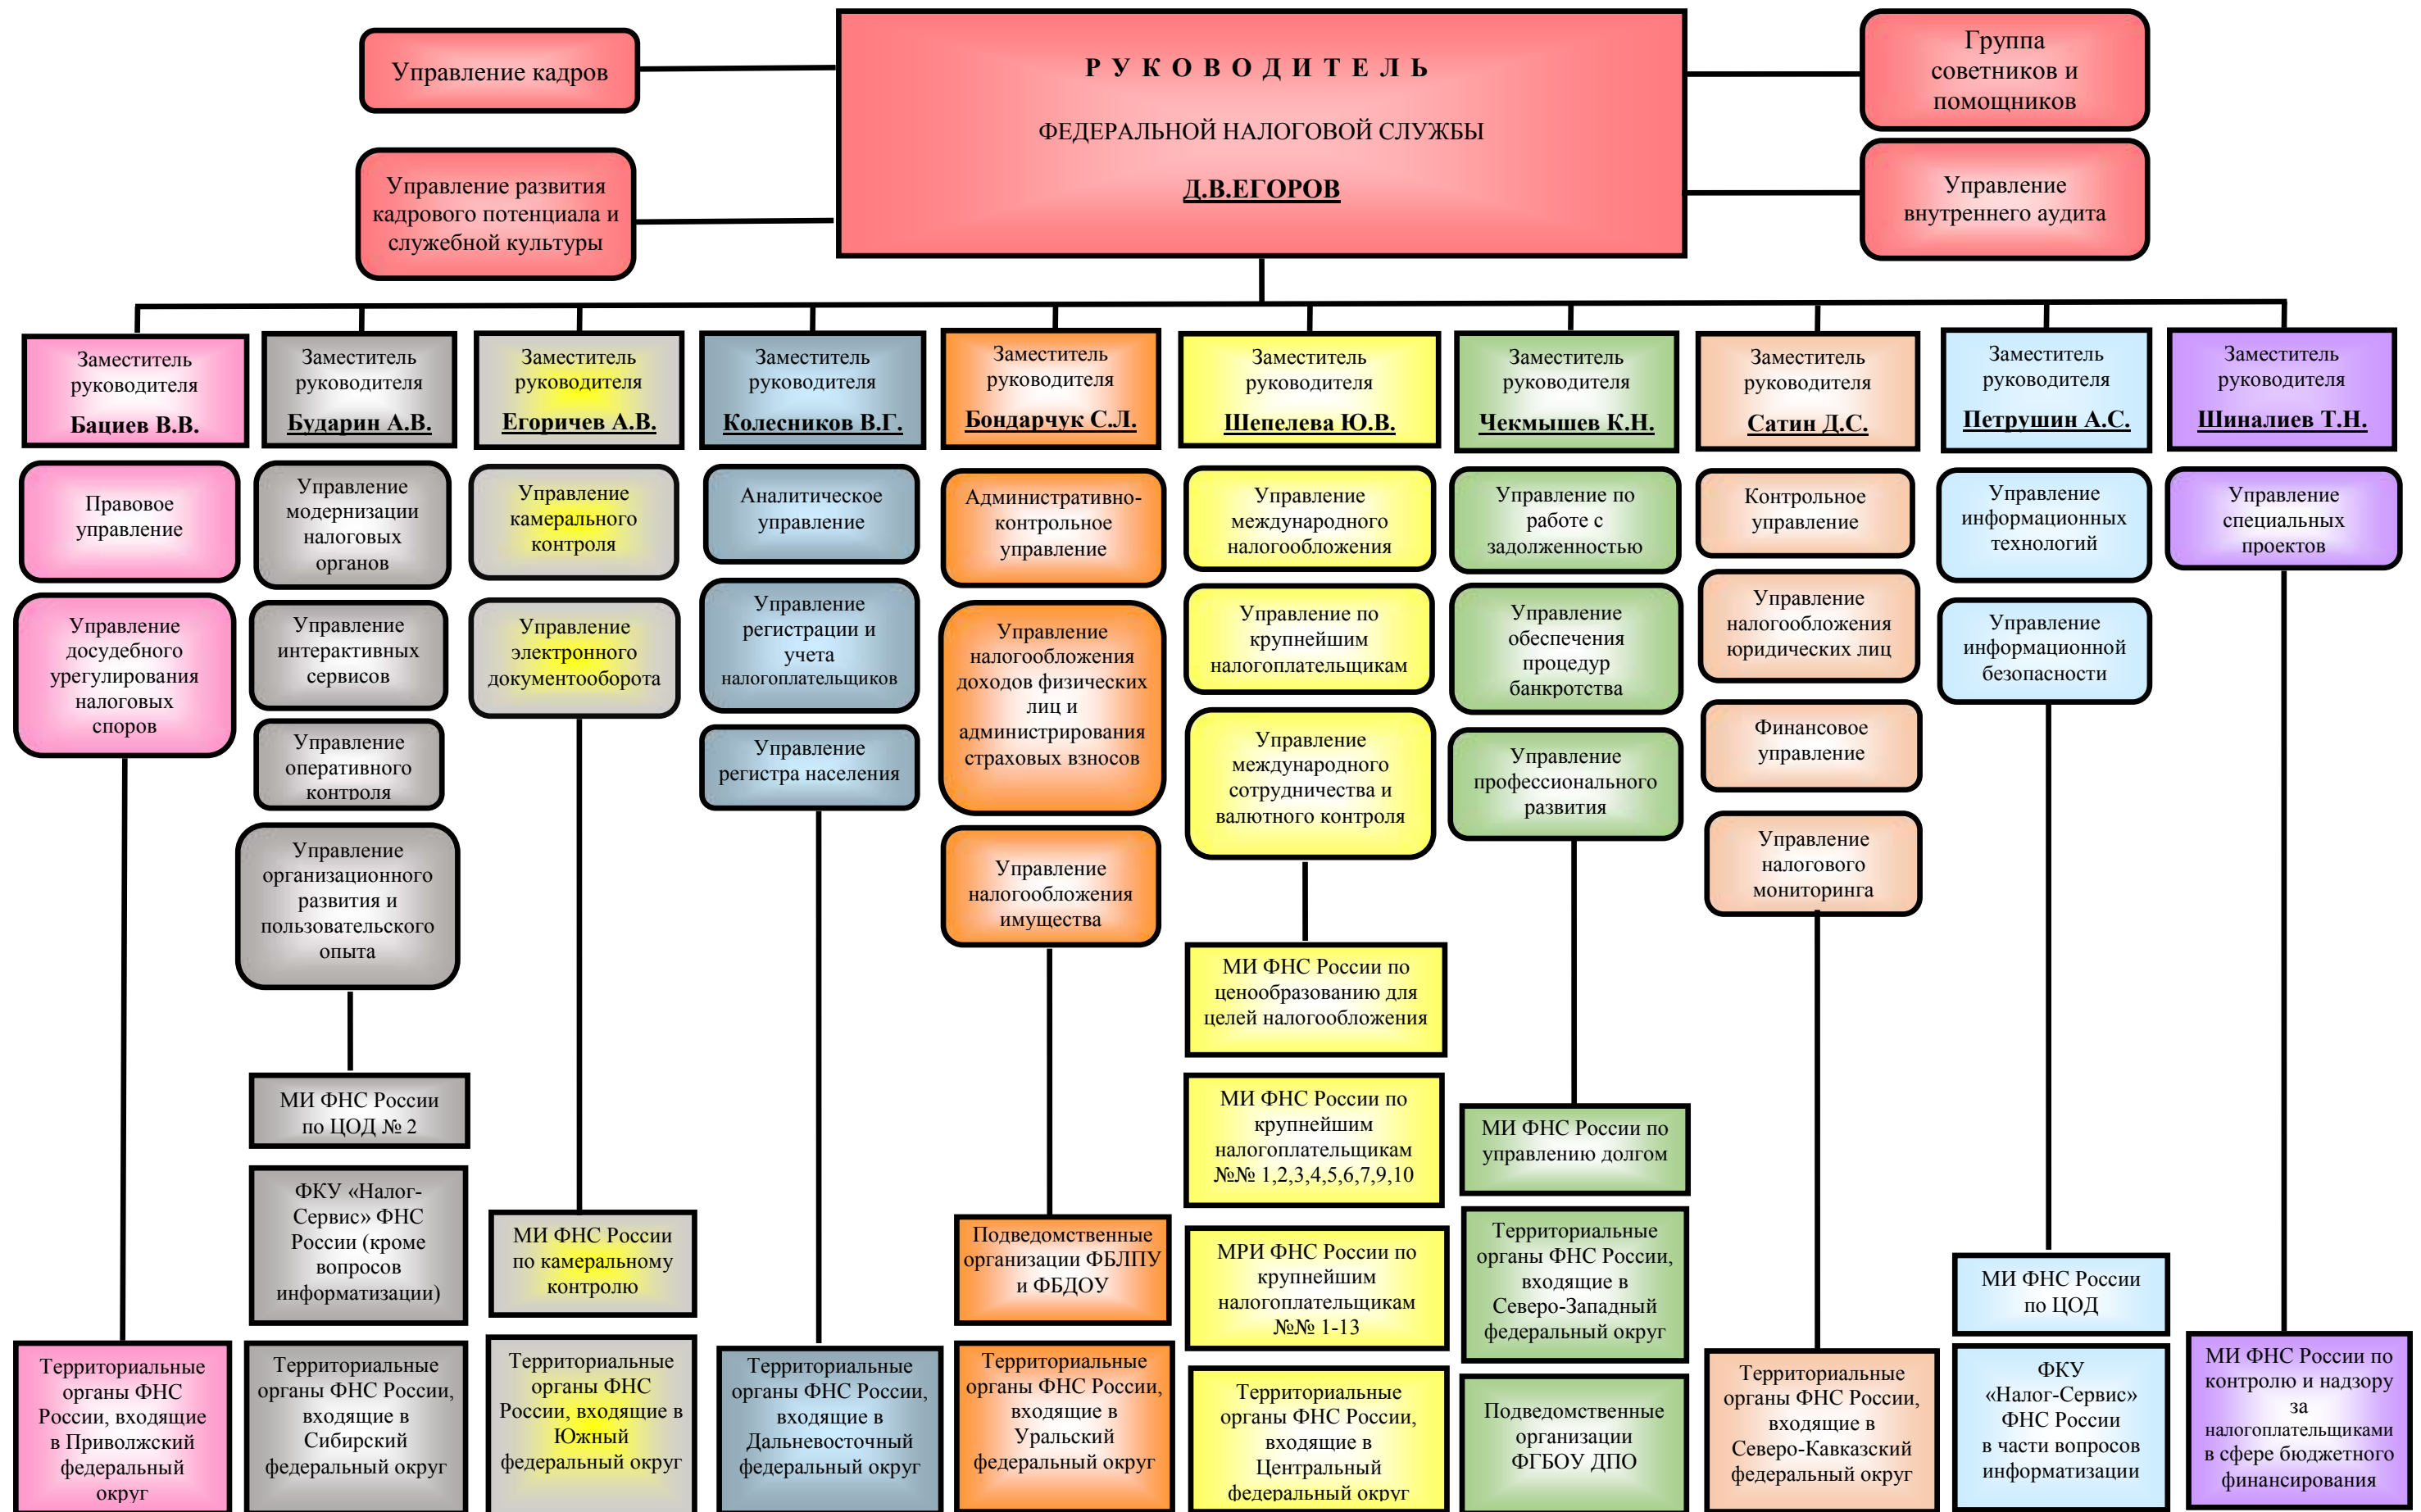 Управление кадров
Управление развития
кадрового потенциала и
служебной культуры
Р У К О В О Д И Т Е Л Ь
ФЕДЕРАЛЬНОЙ НАЛОГОВОЙ СЛУЖБЫ
Д.В.ЕГОРОВ
Группа
советников и
помощников
Управление
внутреннего аудита
Заместитель
руководителя
Бациев В.В.
Правовое
управление
Управление
досудебного
урегулирования
налоговых
споров
Территориальные
органы ФНС
России, входящие
в Приволжский
федеральный
округ
Заместитель
руководителя
Бударин А.В.
Управление
модернизации
налоговых
органов
Управление
интерактивных
сервисов
Управление
оперативного
контроля
Управление
организационного
развития и
пользовательского
опыта
МИ ФНС России
по ЦОД № 2
ФКУ «Налог-
Сервис» ФНС
России (кроме
вопросов
информатизации)
Территориальные
органы ФНС России,
входящие в
Сибирский
федеральный округ
Заместитель
руководителя
Егоричев А.В.
Управление
камерального
контроля
Управление
электронного
документооборота
МИ ФНС России
по камеральному
контролю
Территориальные
органы ФНС
России, входящие в
Южный
федеральный округ
Заместитель
руководителя
Колесников В.Г.
Аналитическое
управление
Управление
регистрации и
учета
налогоплательщиков
Управление
регистра населения
Территориальные
органы ФНС России,
входящие в
Дальневосточный
федеральный округ
Заместитель
руководителя
Бондарчук С.Л.
Административно-
контрольное
управление
Управление
налогообложения
доходов физических
лиц и
администрирования
страховых взносов
Управление
налогообложения
имущества
Подведомственные
организации ФБЛПУ
и ФБДОУ
Территориальные
органы ФНС России,
входящие в
Уральский
федеральный округ
Заместитель
руководителя
Шепелева Ю.В.
Управление
международного
налогообложения
Управление по
крупнейшим
налогоплательщикам
Управление
международного
сотрудничества и
валютного контроля
МИ ФНС России по
ценообразованию для
целей налогообложения
МИ ФНС России по
крупнейшим
налогоплательщикам
№№ 1,2,3,4,5,6,7,9,10
МРИ ФНС России по
крупнейшим
налогоплательщикам
№№ 1-13
Территориальные
органы ФНС России,
входящие в
Центральный
федеральный округ
Заместитель
руководителя
Чекмышев К.Н.
Управление по
работе с
задолженностью
Управление
обеспечения
процедур
банкротства
Управление
профессионального
развития
МИ ФНС России по
управлению долгом
Территориальные
органы ФНС России,
входящие в
Северо-Западный
федеральный округ
Подведомственные
организации
ФГБОУ ДПО
Заместитель
руководителя
Сатин Д.С.
Контрольное
управление
Управление
налогообложения
юридических лиц
Финансовое
управление
Управление
налогового
мониторинга
Территориальные
органы ФНС России,
входящие в
Северо-Кавказский
федеральный округ
Заместитель
руководителя
Петрушин А.С.
Управление
информационных
технологий
Управление
информационной
безопасности
МИ ФНС России
по ЦОД
ФКУ
«Налог-Сервис»
ФНС России
в части вопросов
информатизации
Заместитель
руководителя
Шиналиев Т.Н.
Управление
специальных
проектов
МИ ФНС России по
контролю и надзору
за
налогоплательщиками
в сфере бюджетного
финансирования